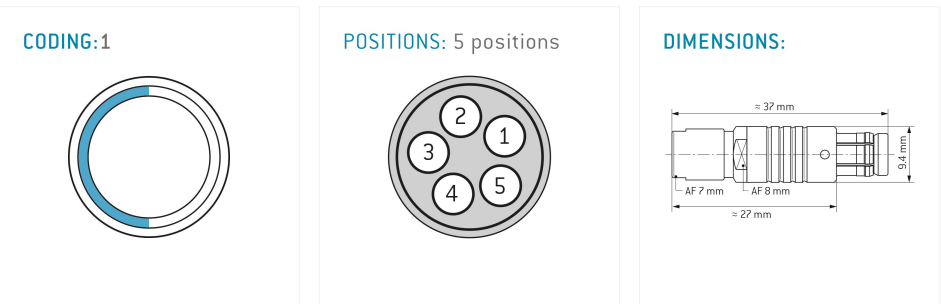 CODING:1
POSITIONS: 5 positions
2
1
3
5
4
DIMENSIONS:
≈ 37 mm
9.4 mm
AF 7 mm
AF 8 mm
≈ 27 mm